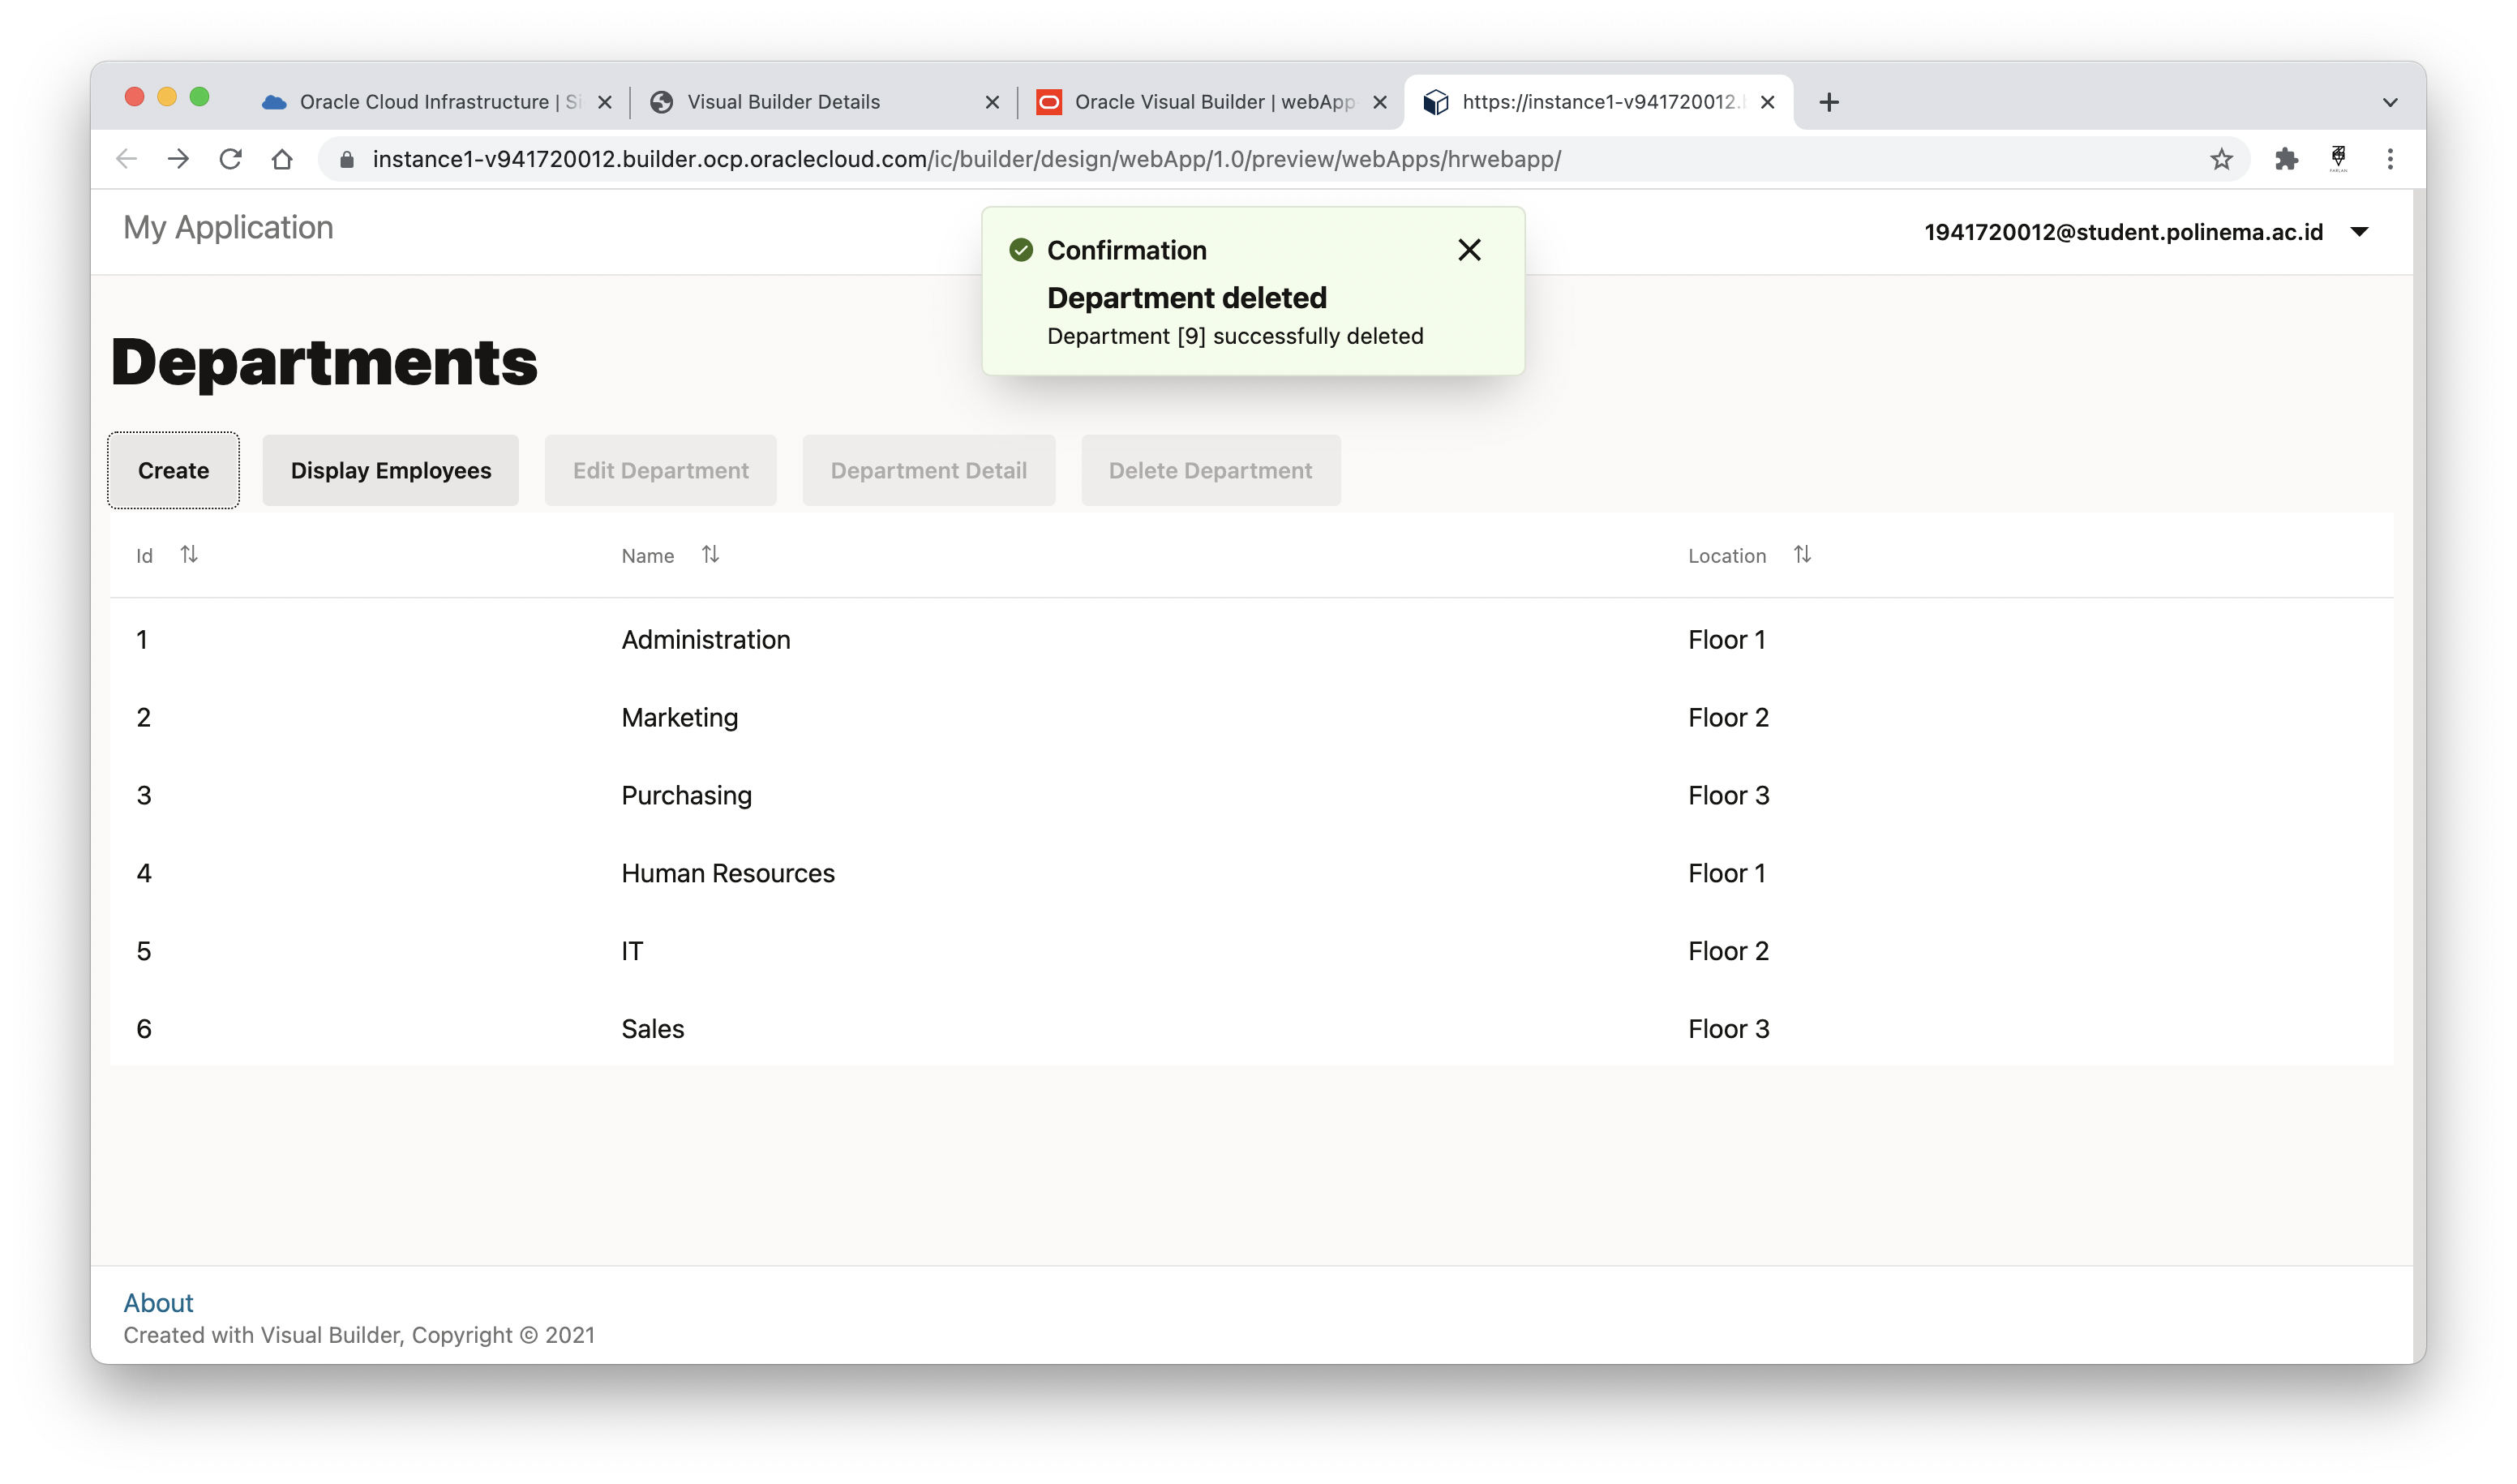 Oracle Cloud Infrastructure | Si
Visual Builder Details
Oracle Visual Builder | webApp
https://instance1-v941720012.
instance1-v941720012.builder.ocp.oraclecloud.com/ic/builder/design/webApp/1.0/preview/webApps/hrwebapp/
My Application
1941720012@student.polinema.ac.id
Confirmation
Department deleted
Department [9] successfully deleted
Departments
Create Display Employees Edit Department Department Detail Delete Department
Id Name Location
1 Administration Floor 1
2 Marketing Floor 2
3 Purchasing Floor 3
4 Human Resources Floor 1
5 IT Floor 2
6 Sales Floor 3
About
Created with Visual Builder, Copyright © 2021